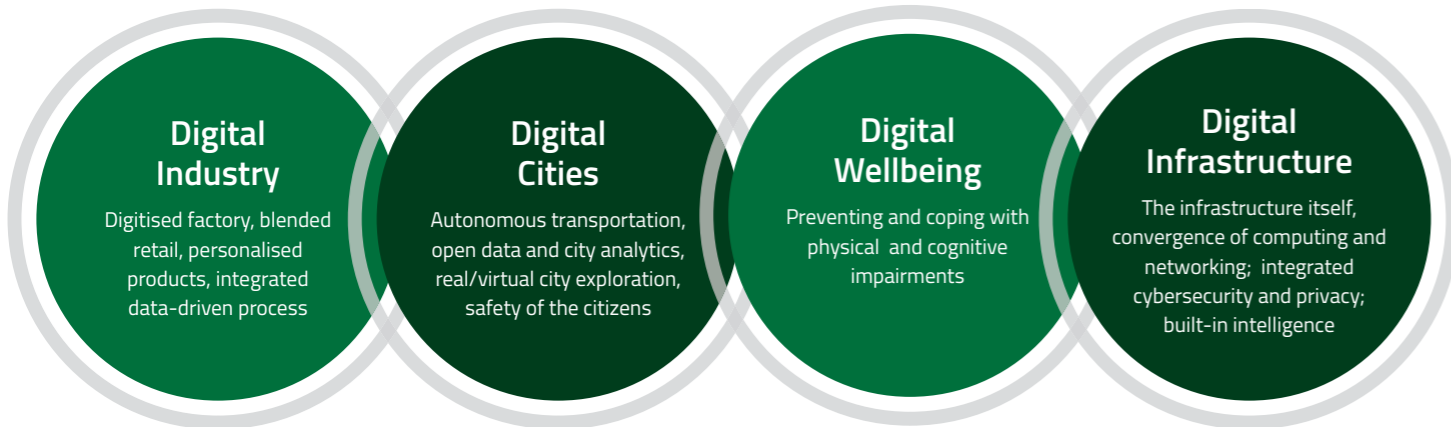 Digital
Industry
Digitised factory, blended
retail, personalised
products, integrated
data-driven process
Digital
Cities
Autonomous transportation,
open data and city analytics,
real/virtual city exploration,
safety of the citizens
Digital
Wellbeing
Preventing and coping with
physical  and cognitive
impairments
Digital
Infrastructure
The infrastructure itself,
convergence of computing and
networking;  integrated
cybersecurity and privacy;
built-in intelligence